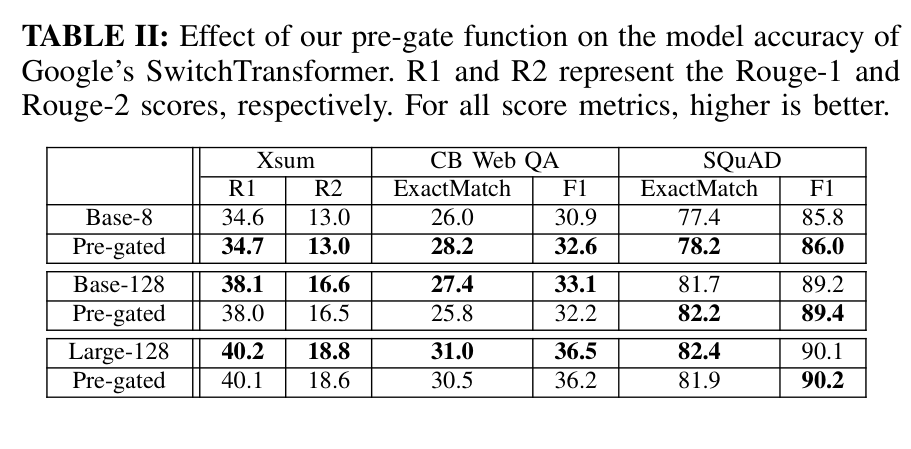 TABLE II: Effect of our pre-gate function on the model accuracy of
Google's SwitchTransformer. R1 and R2 represent the Rouge-1 and
Rouge-2 scores, respectively. For all score metrics, higher is better.
Xsum CB Web QA SQuAD
R1 R2 ExactMatch F1 ExactMatch F1
Base-8 34.6 13.0 26.0 30.9 77.4 85.8
Pre-gated 34.7 13.0 28.2 32.6 78.2 86.0
Base-128 38.1 16.6 27.4 33.1 81.7 89.2
Pre-gated 38.0 16.5 25.8 32.2 82.2 89.4
Large-128 40.2 18.8 31.0 36.5 82.4 90.1
Pre-gated 40.1 18.6 30.5 36.2 81.9 90.2